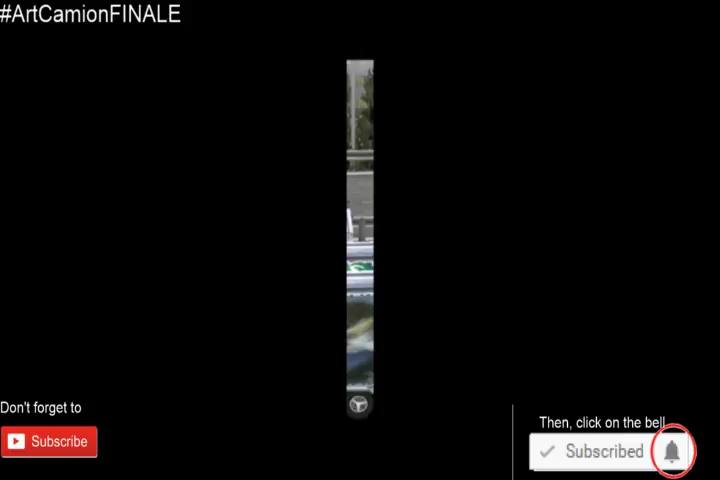 #ArtCamionFINALE
Don't forget to
Subscribe
Then, click on the bell
Subscribed